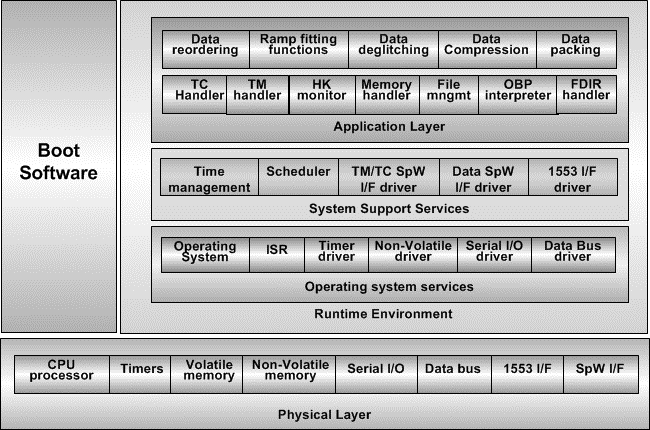 Boot
Software
Data
reordering
Ramp fitting
functions
Data
deglitching
Data
Compression
Data
packing
TC
Handler
TM
handler
HK
monitor
Memory
handler
File
mngmt
OBP
interpreter
FDIR
handler
Application Layer
Time
management
Scheduler
TM/TC SpW
I/F driver
Data SpW
I/F driver
1553 I/F
driver
System Support Services
Operating
System
ISR
Timer
driver
Non-Volatile
driver
Serial I/O
driver
Data Bus
driver
Operating system services
Runtime Environment
CPU
processor
Timers
Volatile
memory
Non-Volatile
memory
Serial I/O
Data bus
1553 I/F
SpW I/F
Physical Layer